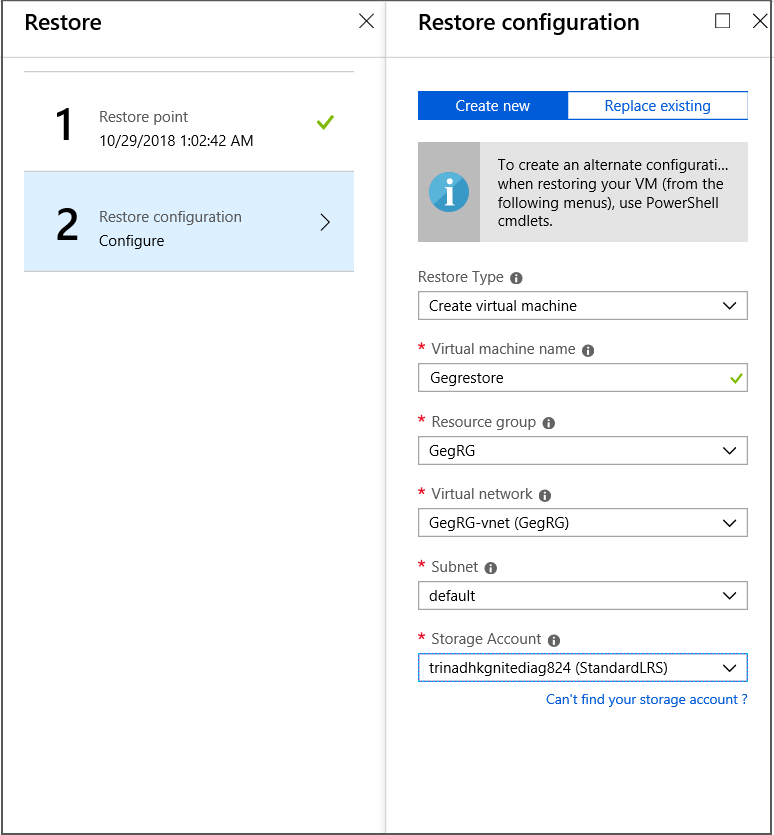 Restore
1
Restore point
10/29/2018 1:02:42 AM
2
Restore configuration
Configure
Restore configuration
Create new
Replace existing
To create an alternate configurati...
when restoring your VM (from the
following menus), use PowerShell
cmdlets.
Restore Type
Create virtual machine
* Virtual machine name
Gegrestore
* Resource group
GegRG
* Virtual network
GegRG-vnet (GegRG)
* Subnet
default
* Storage Account
trinadhkgnitediag824 (StandardLRS)
Can't find your storage account ?